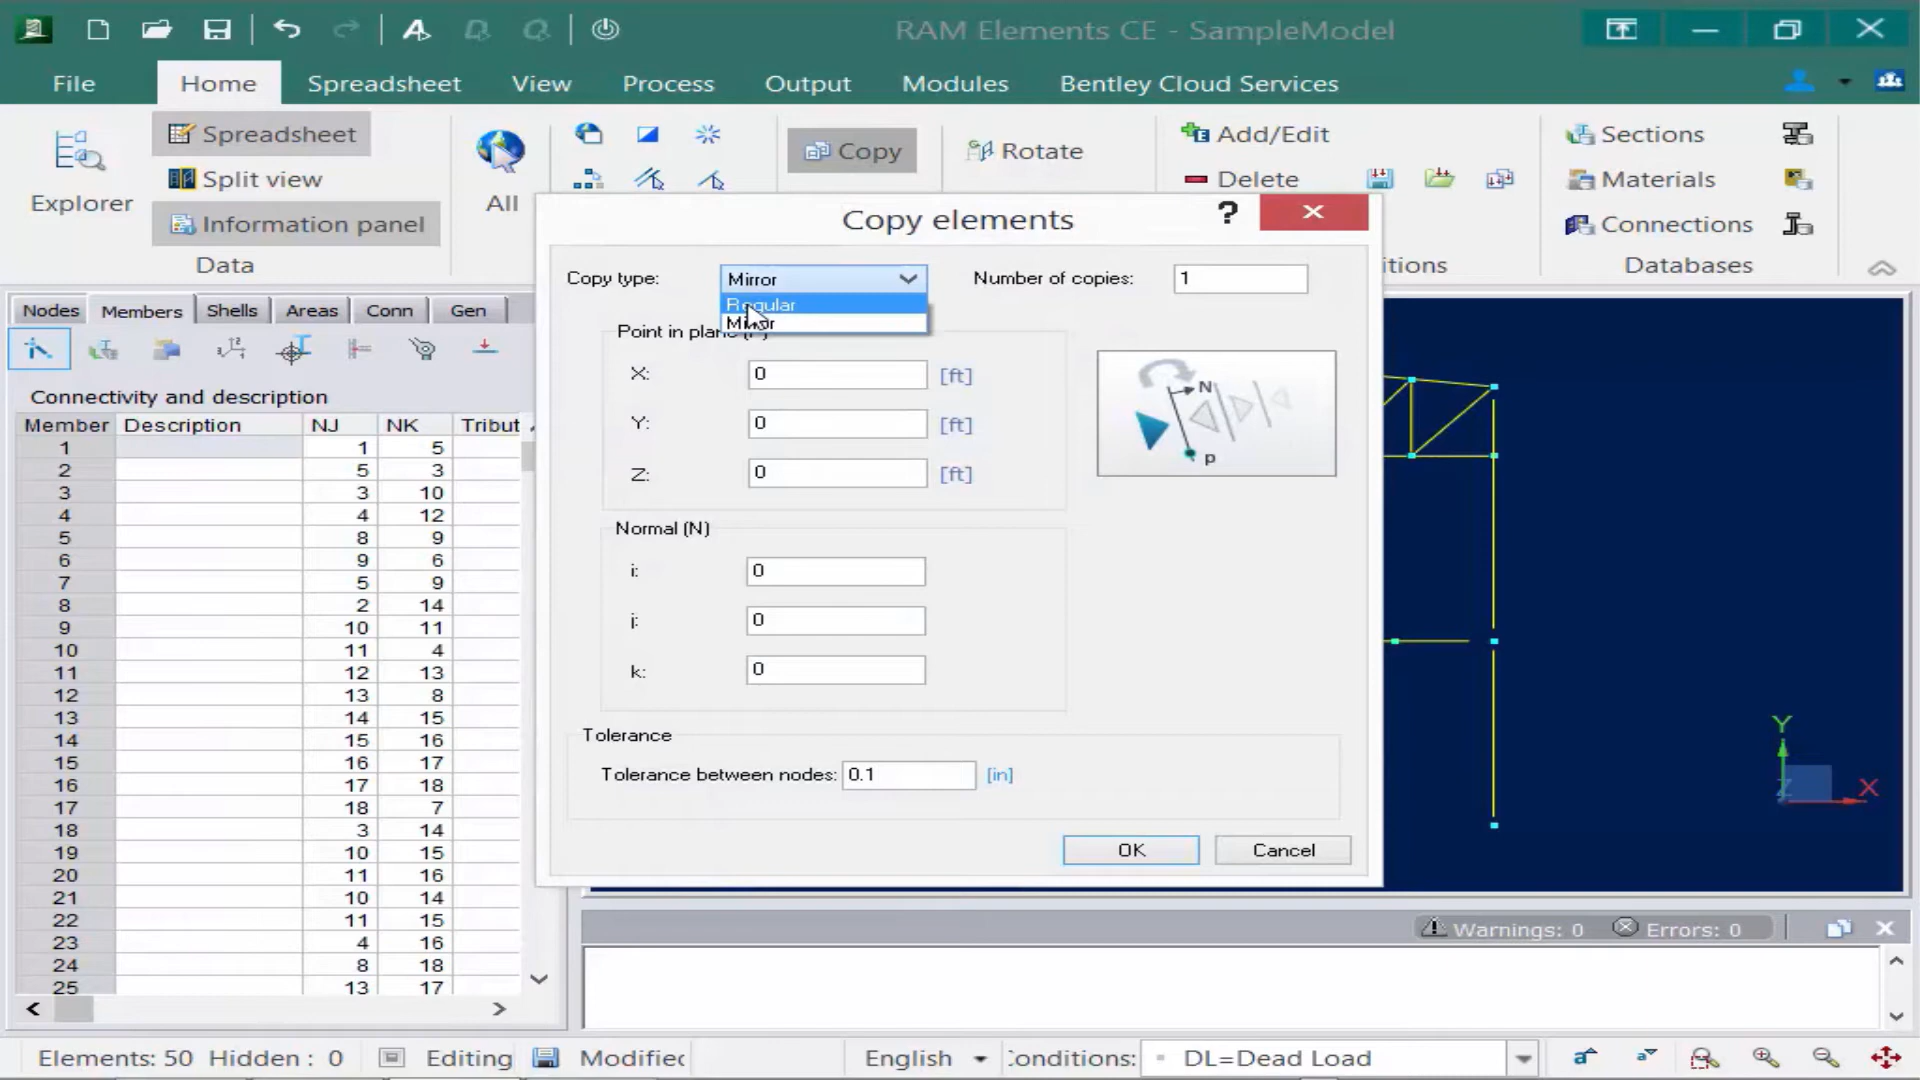 RAM Elements CE - SampleModel
File Home Spreadsheet View Process Output Modules Bentley Cloud Services
Explorer
Spreadsheet
Split view
Information panel
Data
All
Copy
Rotate
Add/Edit
Delete
Sections
Materials
Connections
Databases
Nodes Members Shells Areas Conn Gen
Connectivity and description
Member Description NJ NK Tribut
1 1 5
2 5 3
3 3 10
4 4 12
5 8 9
6 9 6
7 5 9
8 2 14
9 10 11
10 11 4
11 12 13
12 13 8
13 14 15
14 15 16
15 16 17
16 17 18
17 18 7
18 3 14
19 10 15
20 11 16
21 10 14
22 11 15
23 4 16
24 8 18
25 13 17
Copy elements
?
Copy type: Mirror
Regular
Mirror
Number of copies: 1
Point in plane
X: 0 [ft]
Y: 0 [ft]
Z: 0 [ft]
N
p
Normal (N)
i: 0
j: 0
k: 0
Tolerance
Tolerance between nodes: 0.1 [in]
OK Cancel
Y
Z
X
Warnings: 0 Errors: 0
Elements: 50 Hidden : 0 Editing Modified English Conditions: DL=Dead Load